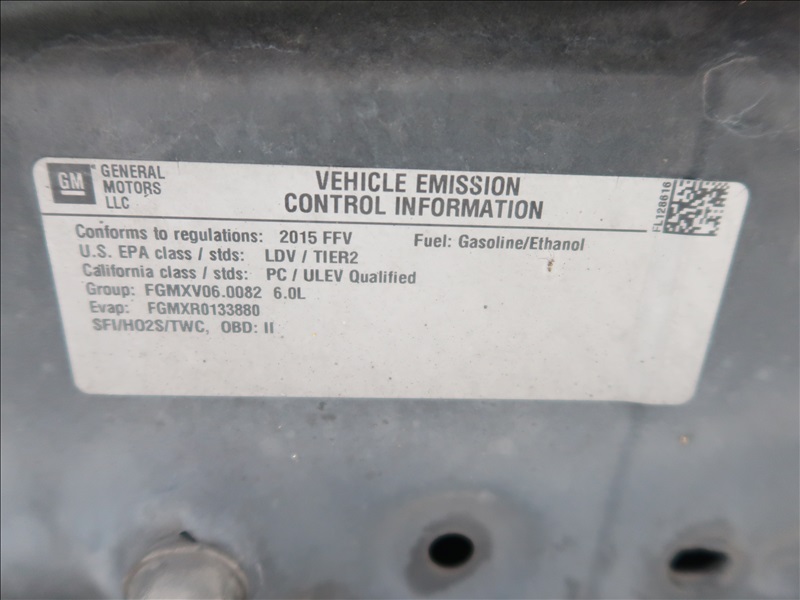 GM
GENERAL
MOTORS
LLC
VEHICLE EMISSION
CONTROL INFORMATION
FL128616
Conforms to regulations: 2015 FFV Fuel: Gasoline/Ethanol
U.S. EPA class / stds: LDV / TIER2
California class / stds: PC / ULEV Qualified
Group: FGMXV06.0082 6.0L
Evap: FGMXR0133880
SFI/HO2S/TWC, OBD: II